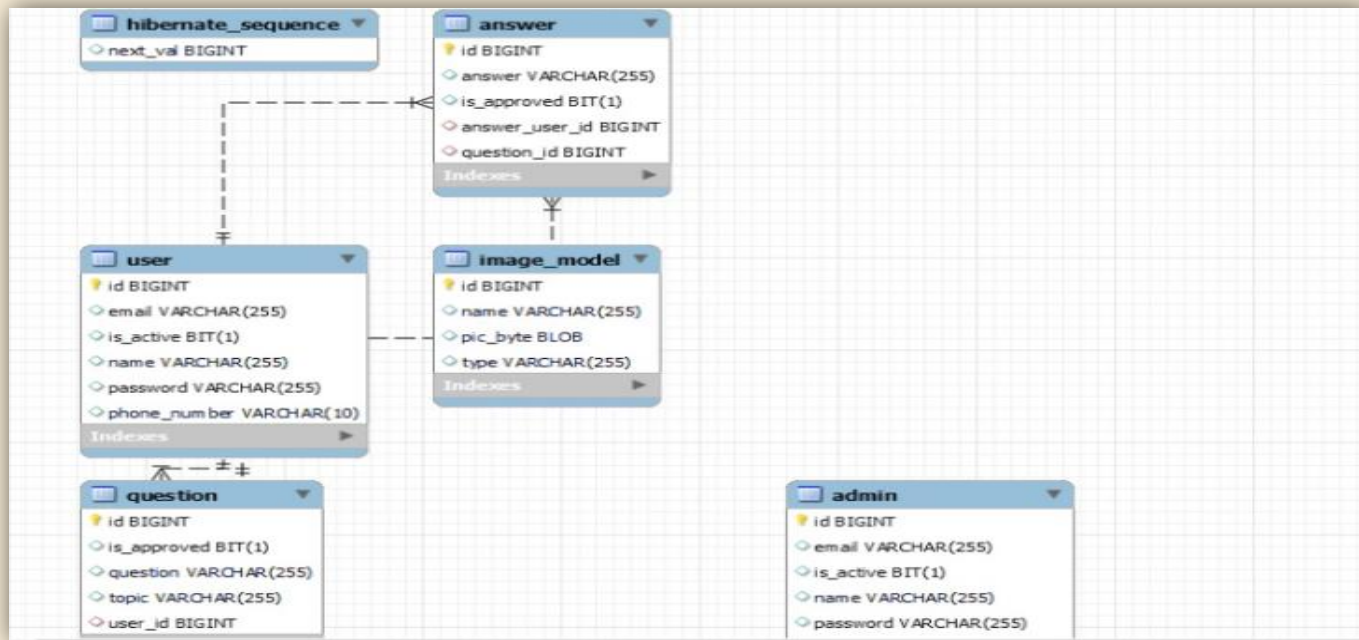 hibernate_sequence
next_val BIGINT
answer
id BIGINT
answer VARCHAR(255)
is_approved BIT(1)
answer_user_id BIGINT
question_id BIGINT
Indexes
user
id BIGINT
email VARCHAR(255)
is_active BIT(1)
name VARCHAR(255)
password VARCHAR(255)
phone_number VARCHAR(10)
Indexes
image_model
id BIGINT
name VARCHAR(255)
pic_byte BLOB
type VARCHAR(255)
Indexes
question
id BIGINT
is_approved BIT(1)
question VARCHAR(255)
topic VARCHAR(255)
user_id BIGINT
admin
id BIGINT
email VARCHAR(255)
is_active BIT(1)
name VARCHAR(255)
password VARCHAR(255)